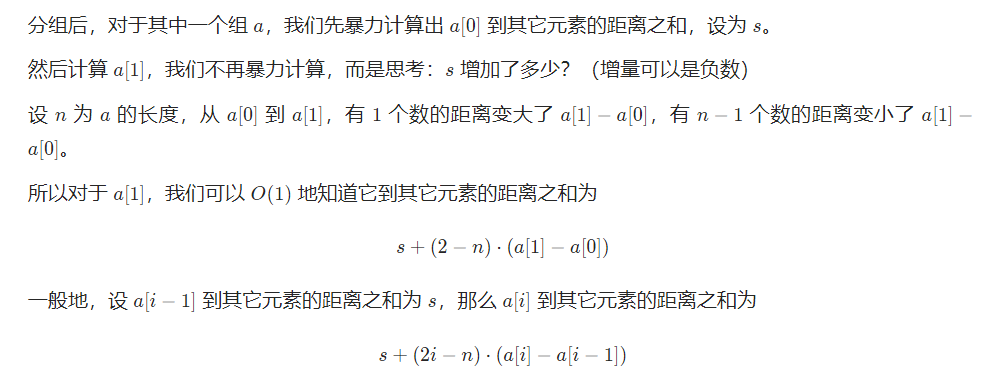 分组后，对于其中一个组 a，我们先暴力计算出 a[0] 到其它元素的距离之和，设为 s。
然后计算 a[1]，我们不再暴力计算，而是思考：s 增加了多少？（增量可以是负数）
设 n 为 a 的长度，从 a[0] 到 a[1]，有 1 个数的距离变大了 a[1] − a[0]，有 n − 1 个数的距离变小了 a[1] −
a[0]。
所以对于 a[1]，我们可以 O(1) 地知道它到其它元素的距离之和为
s + (2 − n) · (a[1] − a[0])
一般地，设 a[i − 1] 到其它元素的距离之和为 s，那么 a[i] 到其它元素的距离之和为
s + (2i − n) · (a[i] − a[i − 1])